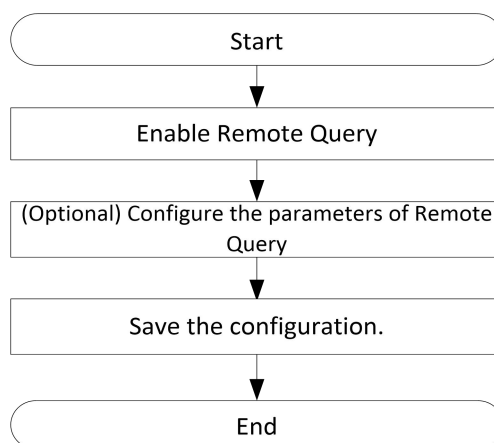 Start
Enable Remote Query
(Optional) Configure the parameters of Remote
Query
Save the configuration.
End